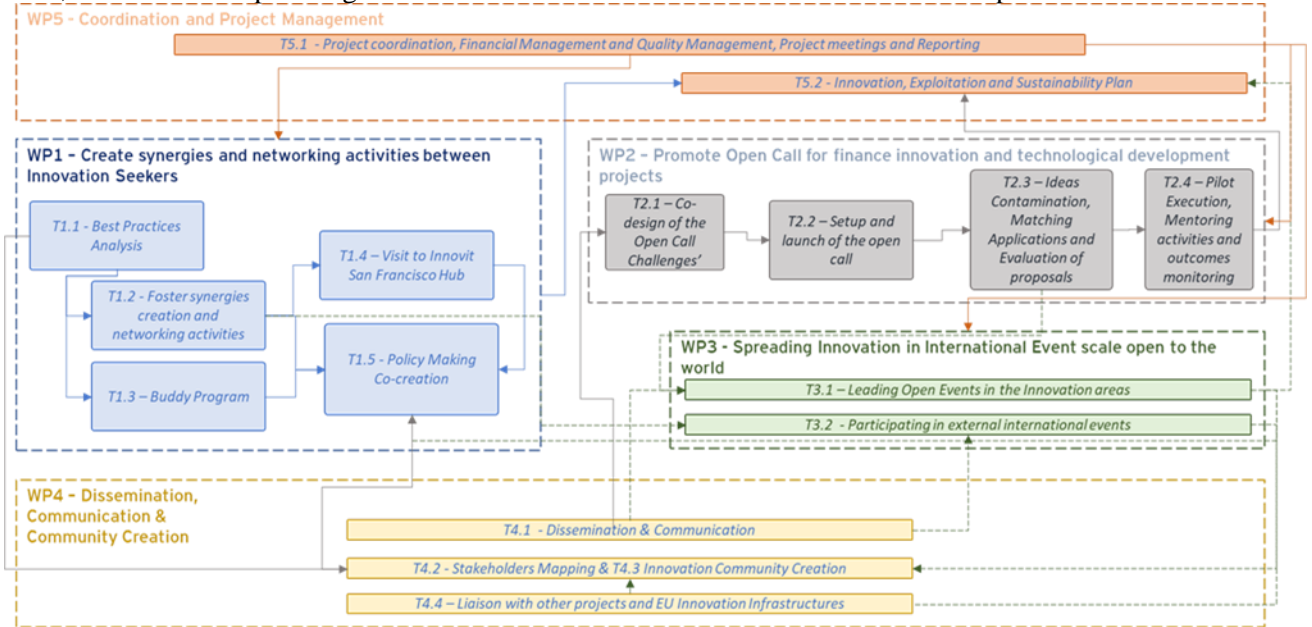 WP5 - Coordination and Project Management
T5.1 - Project coordination, Financial Management and Quality Management, Project meetings and Reporting
T5.2 - Innovation, Exploitation and Sustainability Plan
WP1 – Create synergies and networking activities between
Innovation Seekers
T1.1 - Best Practices
Analysis
T1.2 - Foster synergies
creation and
networking activities
T1.3 – Buddy Program
T1.4 – Visit to Innovit
San Francisco Hub
T1.5 - Policy Making
Co-creation
WP2 – Promote Open Call for finance innovation and technological development
projects
T2.1 – Co-
design of the
Open Call
Challenges’
T2.2 – Setup and
launch of the open
call
T2.3 – Ideas
Contamination,
Matching
Applications and
Evaluation of
proposals
T2.4 – Pilot
Execution,
Mentoring
activities and
outcomes
monitoring
WP3 - Spreading Innovation in International Event scale open to the
world
T3.1 – Leading Open Events in the Innovation areas
T3.2 - Participating in external international events
WP4 – Dissemination,
Communication &
Community Creation
T4.1 - Dissemination & Communication
T4.2 - Stakeholders Mapping & T4.3 Innovation Community Creation
T4.4 – Liaison with other projects and EU Innovation Infrastructures